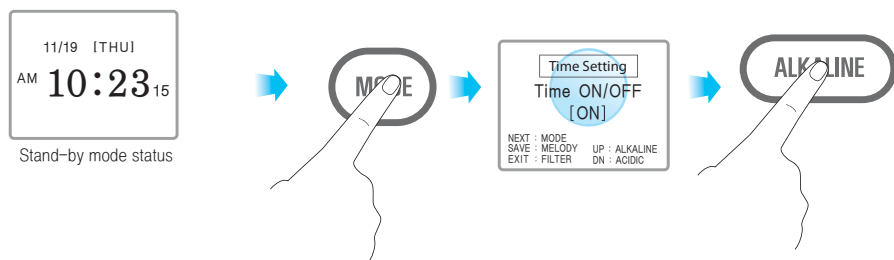 11/19 [THU]
AM 10:23 15
Stand-by mode status
MODE
Time Setting
Time ON/OFF
[ON]
NEXT : MODE
SAVE : MELODY UP : ALKALINE
EXIT : FILTER DN : ACIDIC
ALKALINE